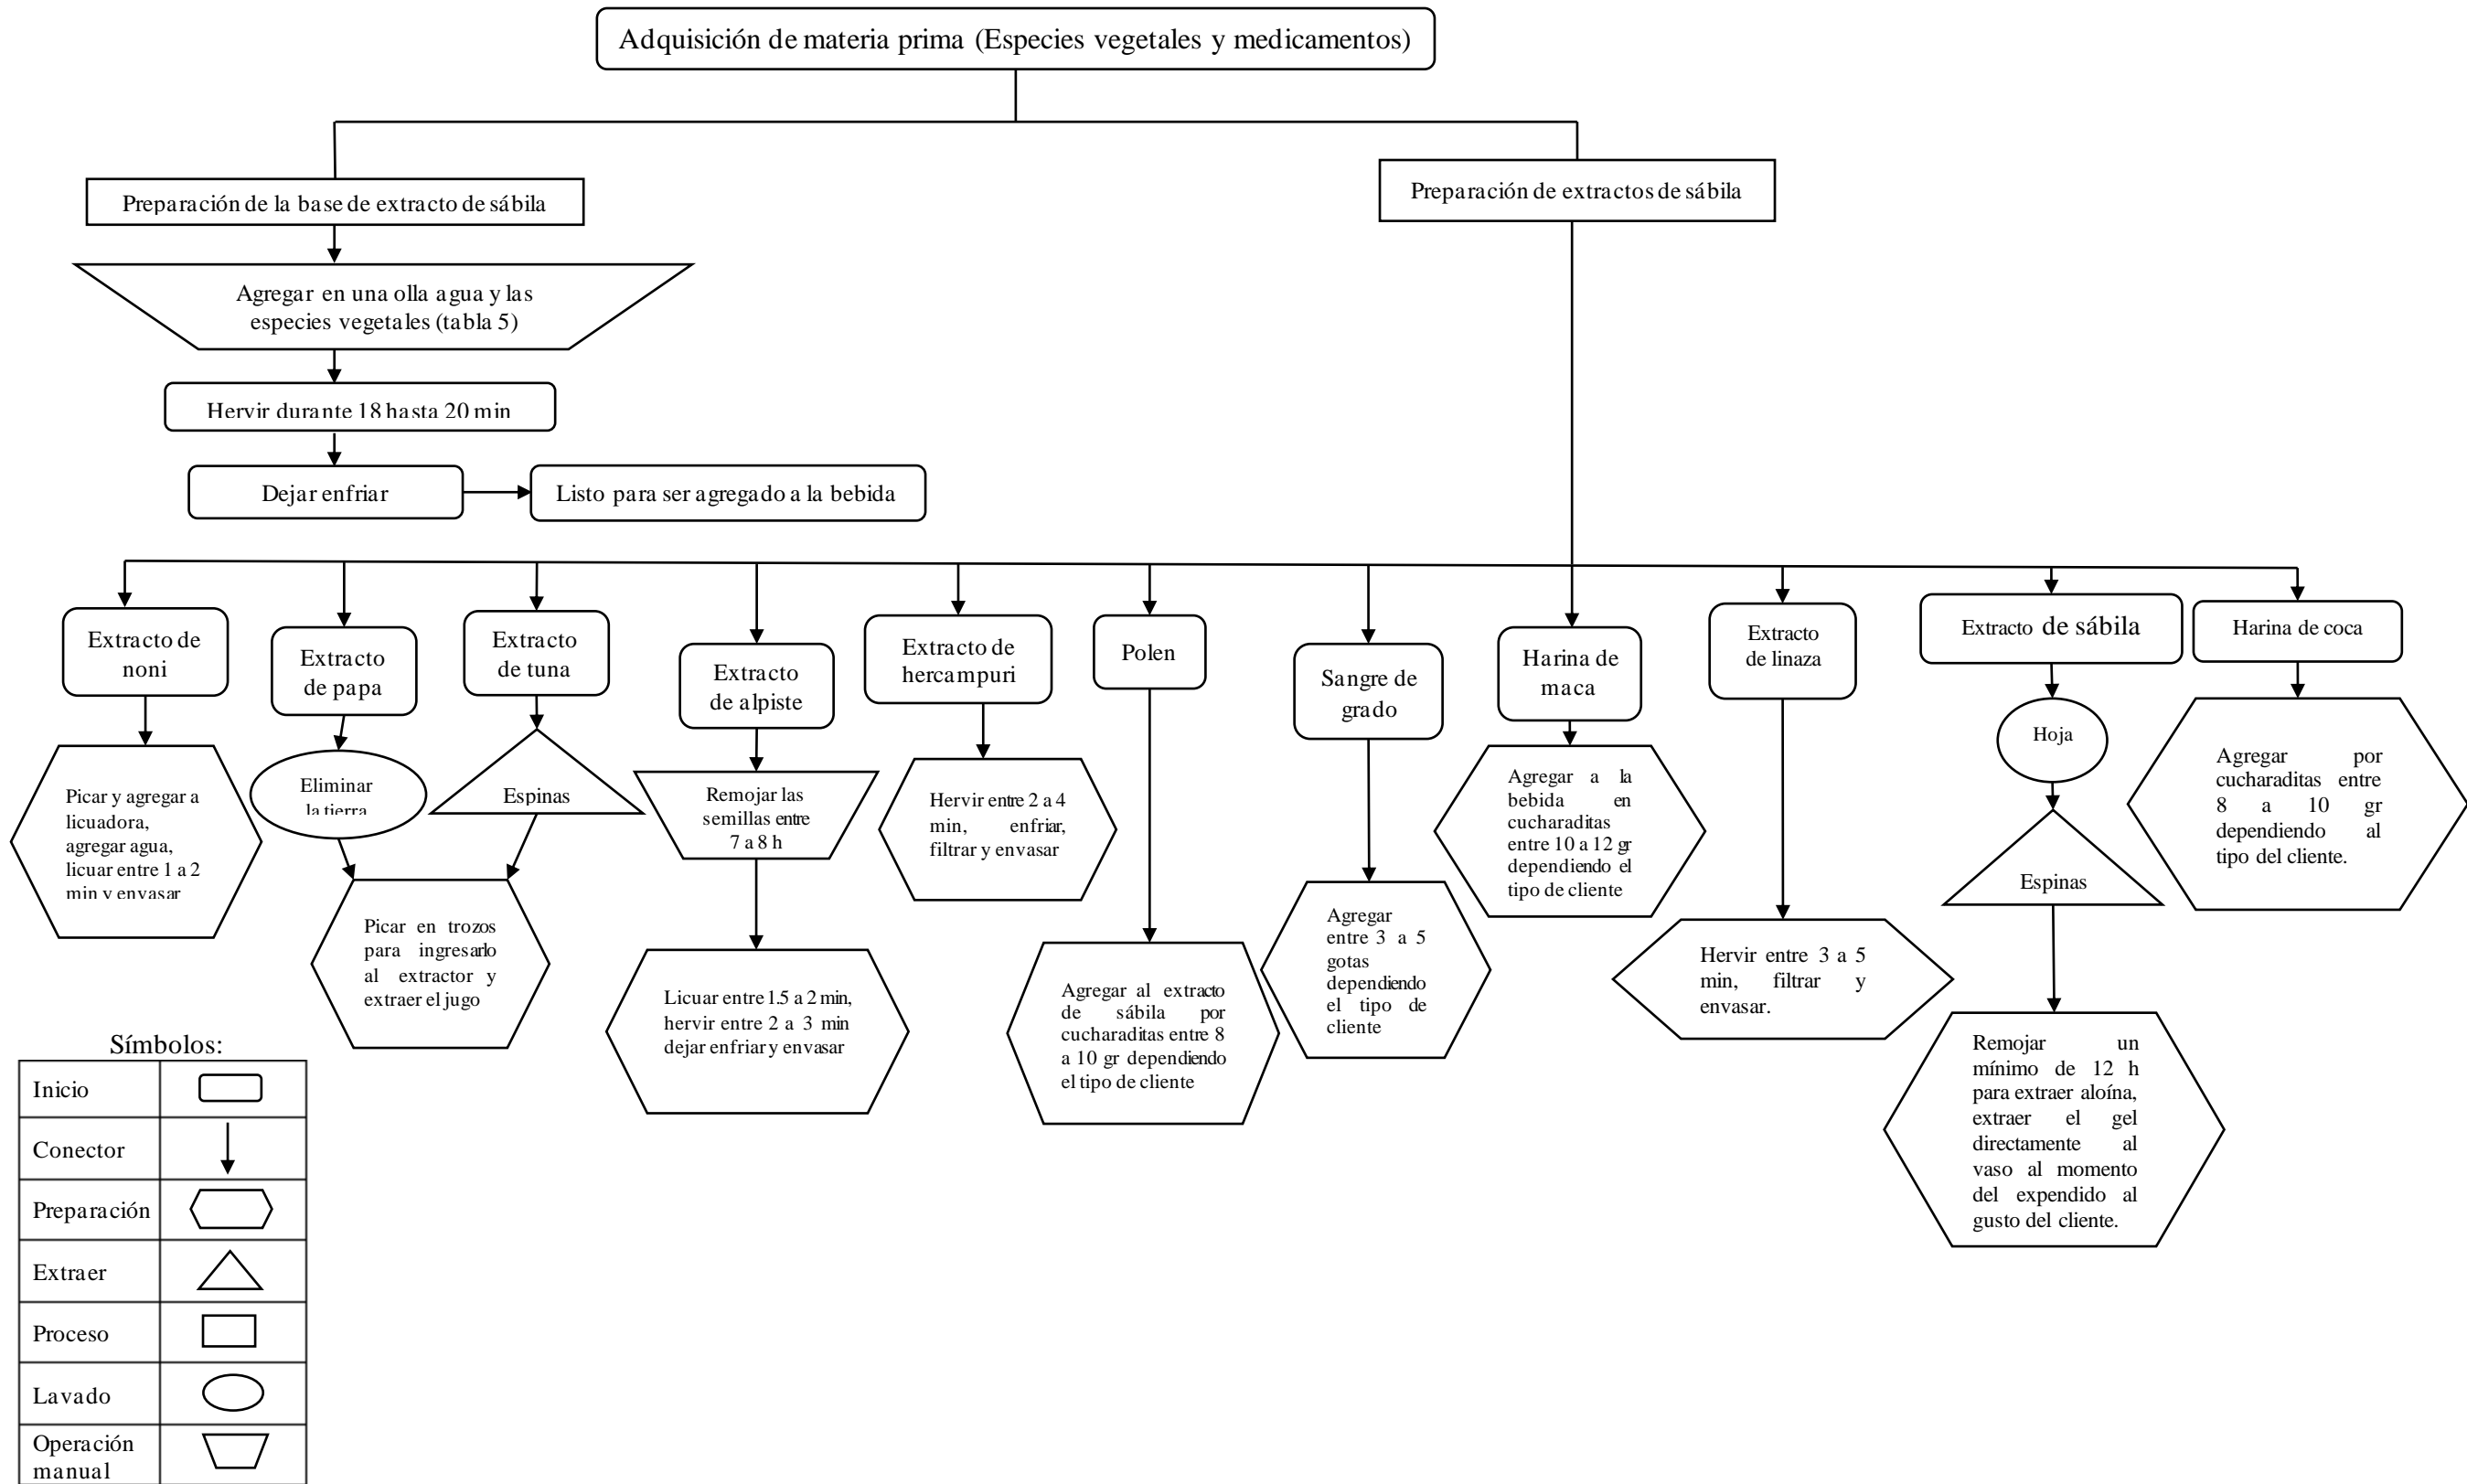 Adquisición de materia prima (Especies vegetales y medicamentos)
Preparación de la base de extracto de sábila
Preparación de extractos de sábila
Agregar en una olla agua y las
especies vegetales (tabla 5)
Hervir durante 18 hasta 20 min
Dejar enfriar
Listo para ser agregado a la bebida
Extracto de
noni
Extracto
de papa
Extracto
de tuna
Extracto
de alpiste
Extracto de
hercampuri
Polen
Sangre de
grado
Harina de
maca
Extracto
de linaza
Extracto de sábila
Harina de coca
Picar y agregar a
licuadora,
agregar agua,
licuar entre 1 a 2
min y envasar
Eliminar
la tierra
Espinas
Picar en trozos
para ingresarlo
al extractor y
extraer el jugo
Remojar las
semillas entre
7 a 8 h
Licuar entre 1.5 a 2 min,
hervir entre 2 a 3 min
dejar enfriar y envasar
Hervir entre 2 a 4
min, enfriar,
filtrar y envasar
Agregar al extracto
de sábila por
cucharaditas entre 8
a 10 gr dependiendo
el tipo de cliente
Agregar
entre 3 a 5
gotas
dependiendo
el tipo de
cliente
Agregar a la
bebida en
cucharaditas
entre 10 a 12 gr
dependiendo el
tipo de cliente
Hervir entre 3 a 5
min, filtrar y
envasar.
Hoja
Espinas
Remojar un
mínimo de 12 h
para extraer aloína,
extraer el gel
directamente al
vaso al momento
del expendido al
gusto del cliente.
Agregar por
cucharaditas entre
8 a 10 gr
dependiendo al
tipo del cliente.
Símbolos:
Inicio
Conector
Preparación
Extraer
Proceso
Lavado
Operación
manual